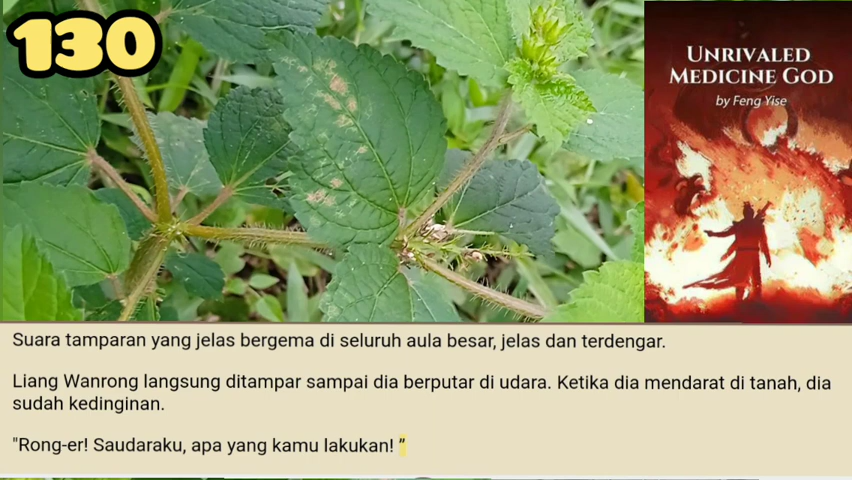 130
UNRIVALED
MEDICINE GOD
by Feng Yise
Suara tamparan yang jelas bergema di seluruh aula besar, jelas dan terdengar.
Liang Wanrong langsung ditampar sampai dia berputar di udara. Ketika dia mendarat di tanah, dia
sudah kedinginan.
"Rong-er! Saudaraku, apa yang kamu lakukan! ”